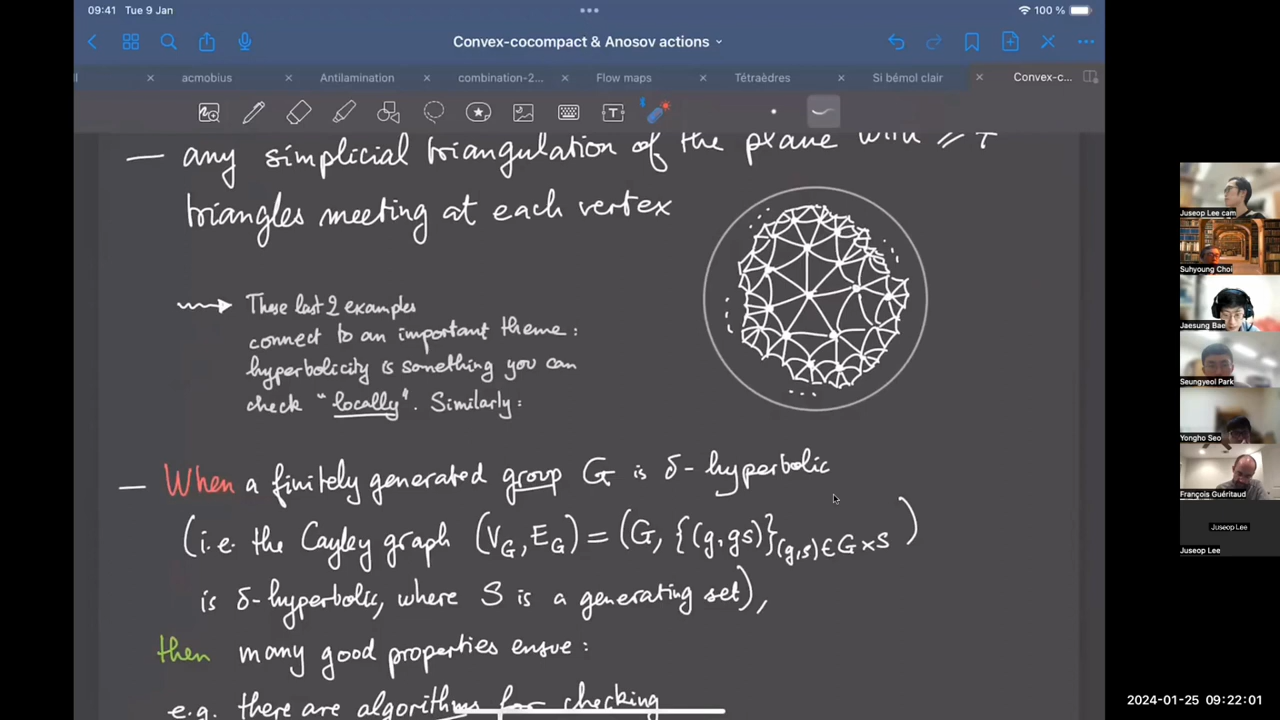 09:41 Tue 9 Jan
100 %
Convex-cocompact & Anosov actions
acmobius
Antilamination
combination-2...
Flow maps
Tétraèdres
Si bémol clair
Convex-c...
— any simplicial triangulation of the plane with ≥ 7
triangles meeting at each vertex
These last 2 examples
connect to an important theme:
hyperbolicity is something you can
check "locally". Similarly:
— When a finitely generated group G is δ-hyperbolic
(i.e. the Cayley graph (V_G, E_G) = (G, {(g,gs)}_(g,s)∈G×S)
is δ-hyperbolic, where S is a generating set),
then many good properties ensue:
e.g. there are algorithms for checking
Juseop Lee cam
Suhyoung Choi
Jaesung Bae
Seungyeol Park
Yongho Seo
François Guéritaud
Juseop Lee
Juseop Lee
2024-01-25 09:22:01